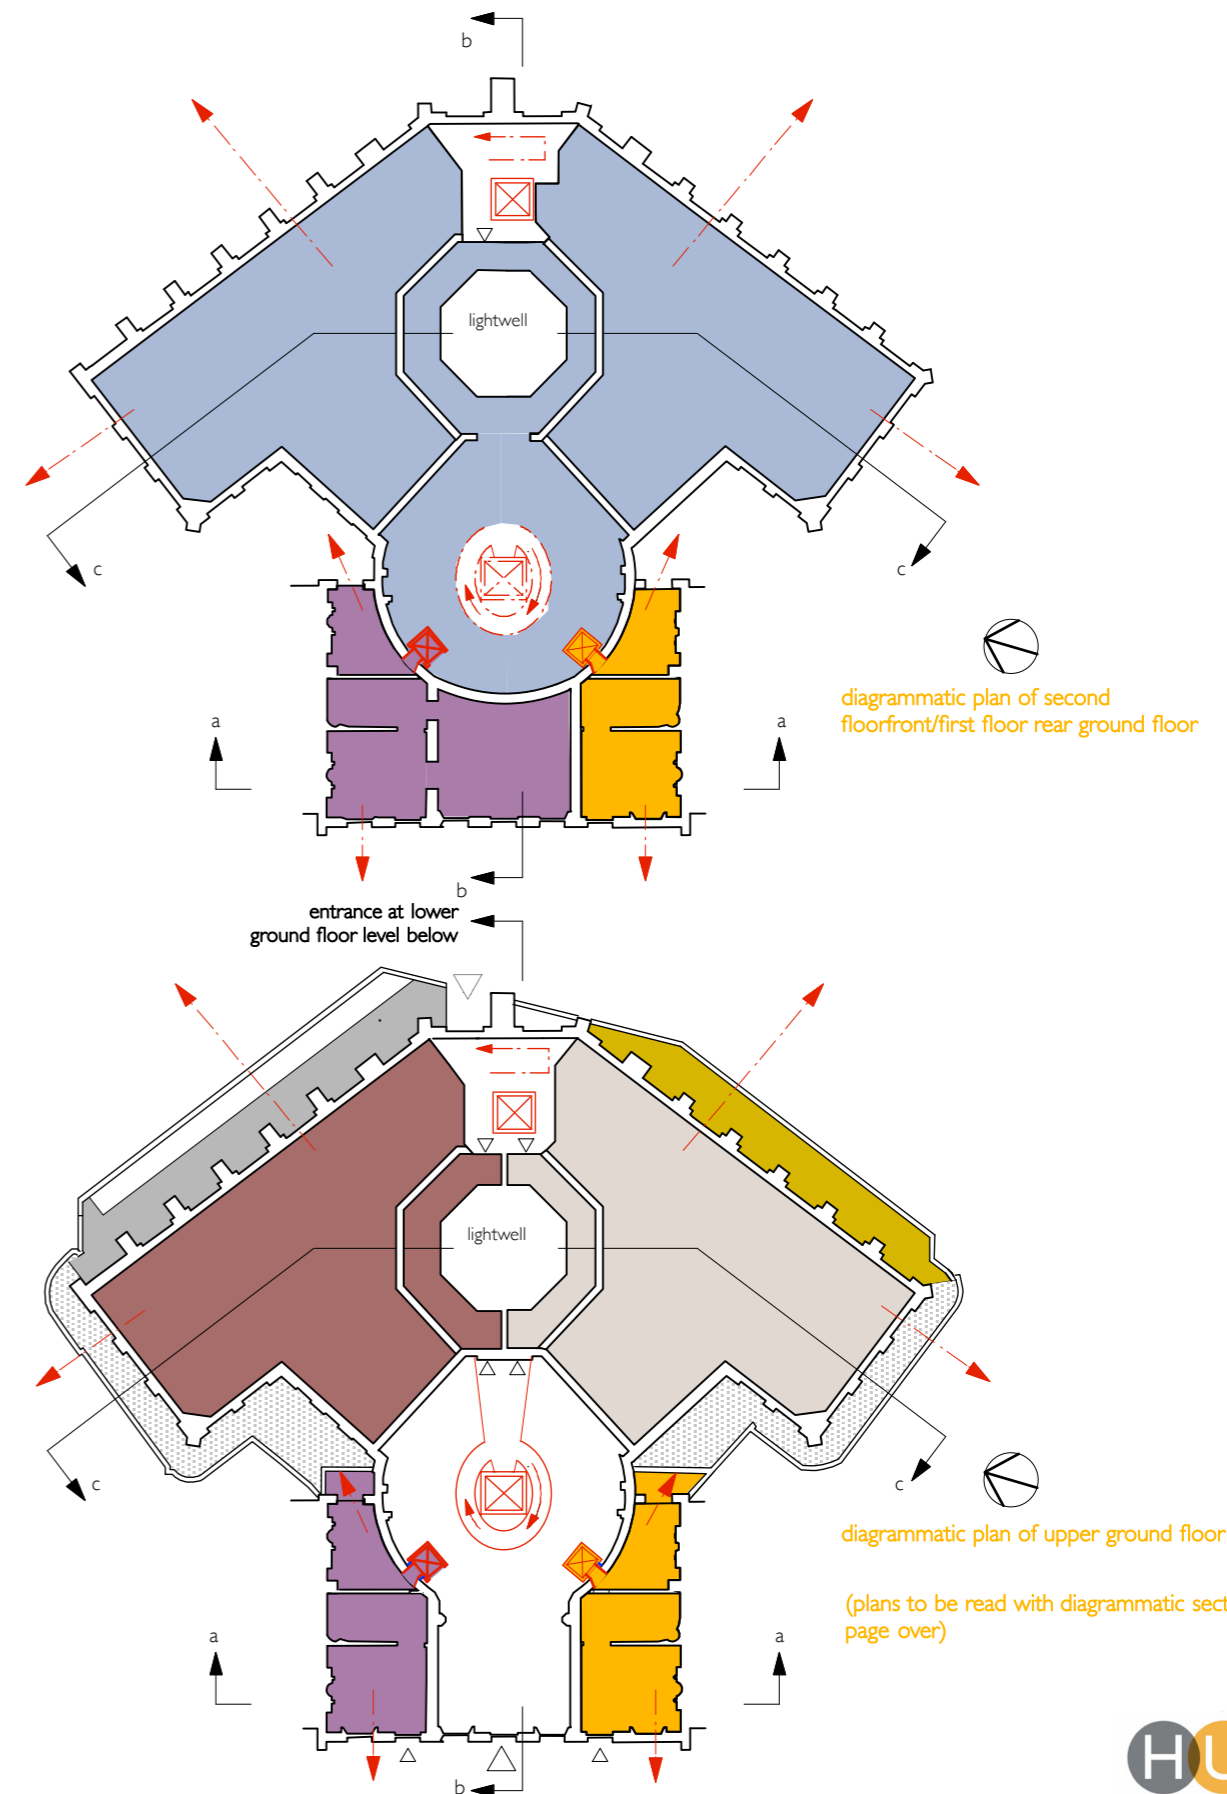 b
lightwell
c
c
diagrammatic plan of second
floorfront/first floor rear ground floor
a
a
b
entrance at lower
ground floor level below
lightwell
c
c
diagrammatic plan of upper ground floor
(plans to be read with diagrammatic sect
page over)
a
a
b
HU